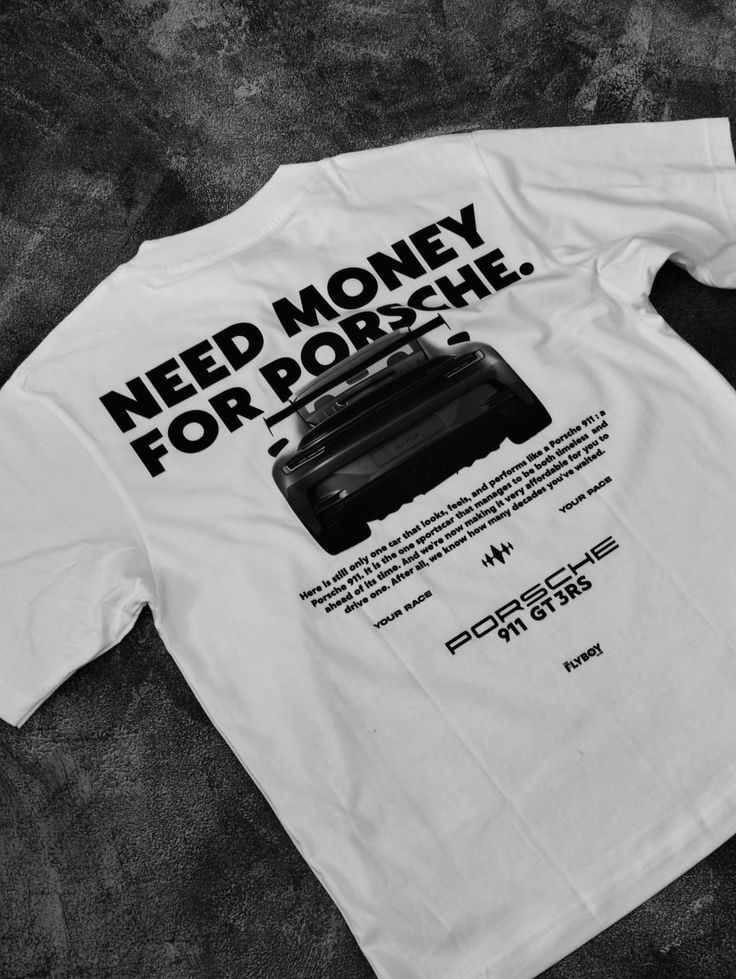 NEED MONEY
FOR PORSCHE.
Here is still only one car that looks, feels, and performs like a Porsche 911 : a
Porsche 911. It is the one sportscar that manages to be both timeless and
ahead of its time. And we're now making it very affordable for you to
drive one. After all, we know how many decades you've waited.
YOUR RACE
YOUR PACE
PORSCHE
911 GT3RS
FLYBOY